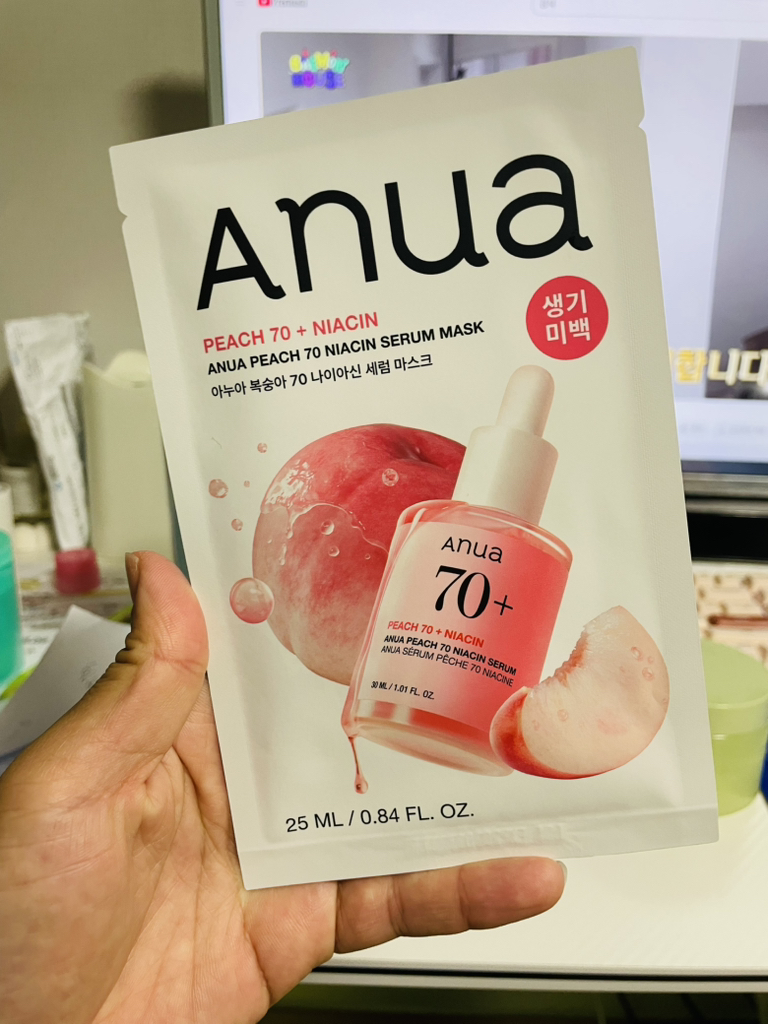 Anua
PEACH 70 + NIACIN
ANUA PEACH 70 NIACIN SERUM MASK
아누아 복숭아 70 나이아신 세럼 마스크
생기
미백
Anua
70+
PEACH 70 + NIACIN
ANUA PEACH 70 NIACIN SERUM
ANUA SÉRUM PÊCHE 70 NIACINE
30 ML / 1.01 FL. OZ.
25 ML / 0.84 FL. OZ.
합니다